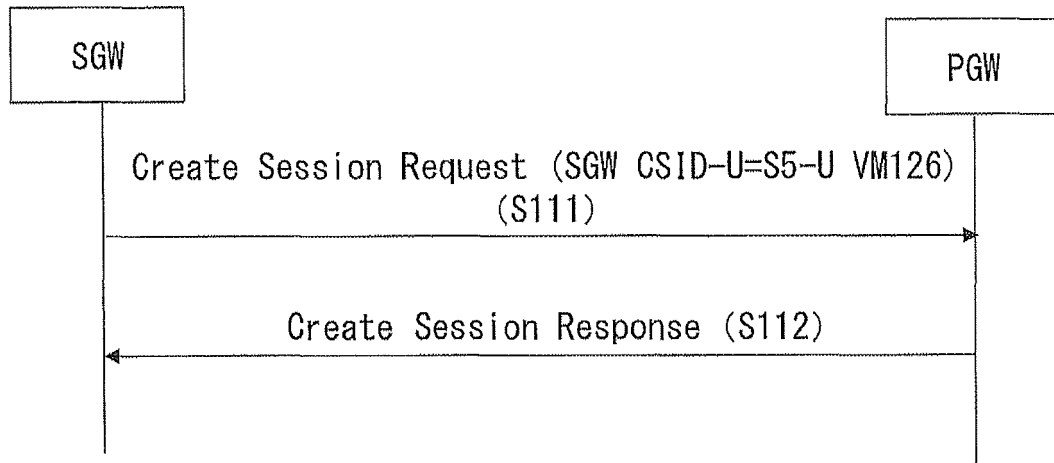 SGW
PGW
Create Session Request (SGW CSID-U=S5-U VM126)
(S111)
Create Session Response (S112)